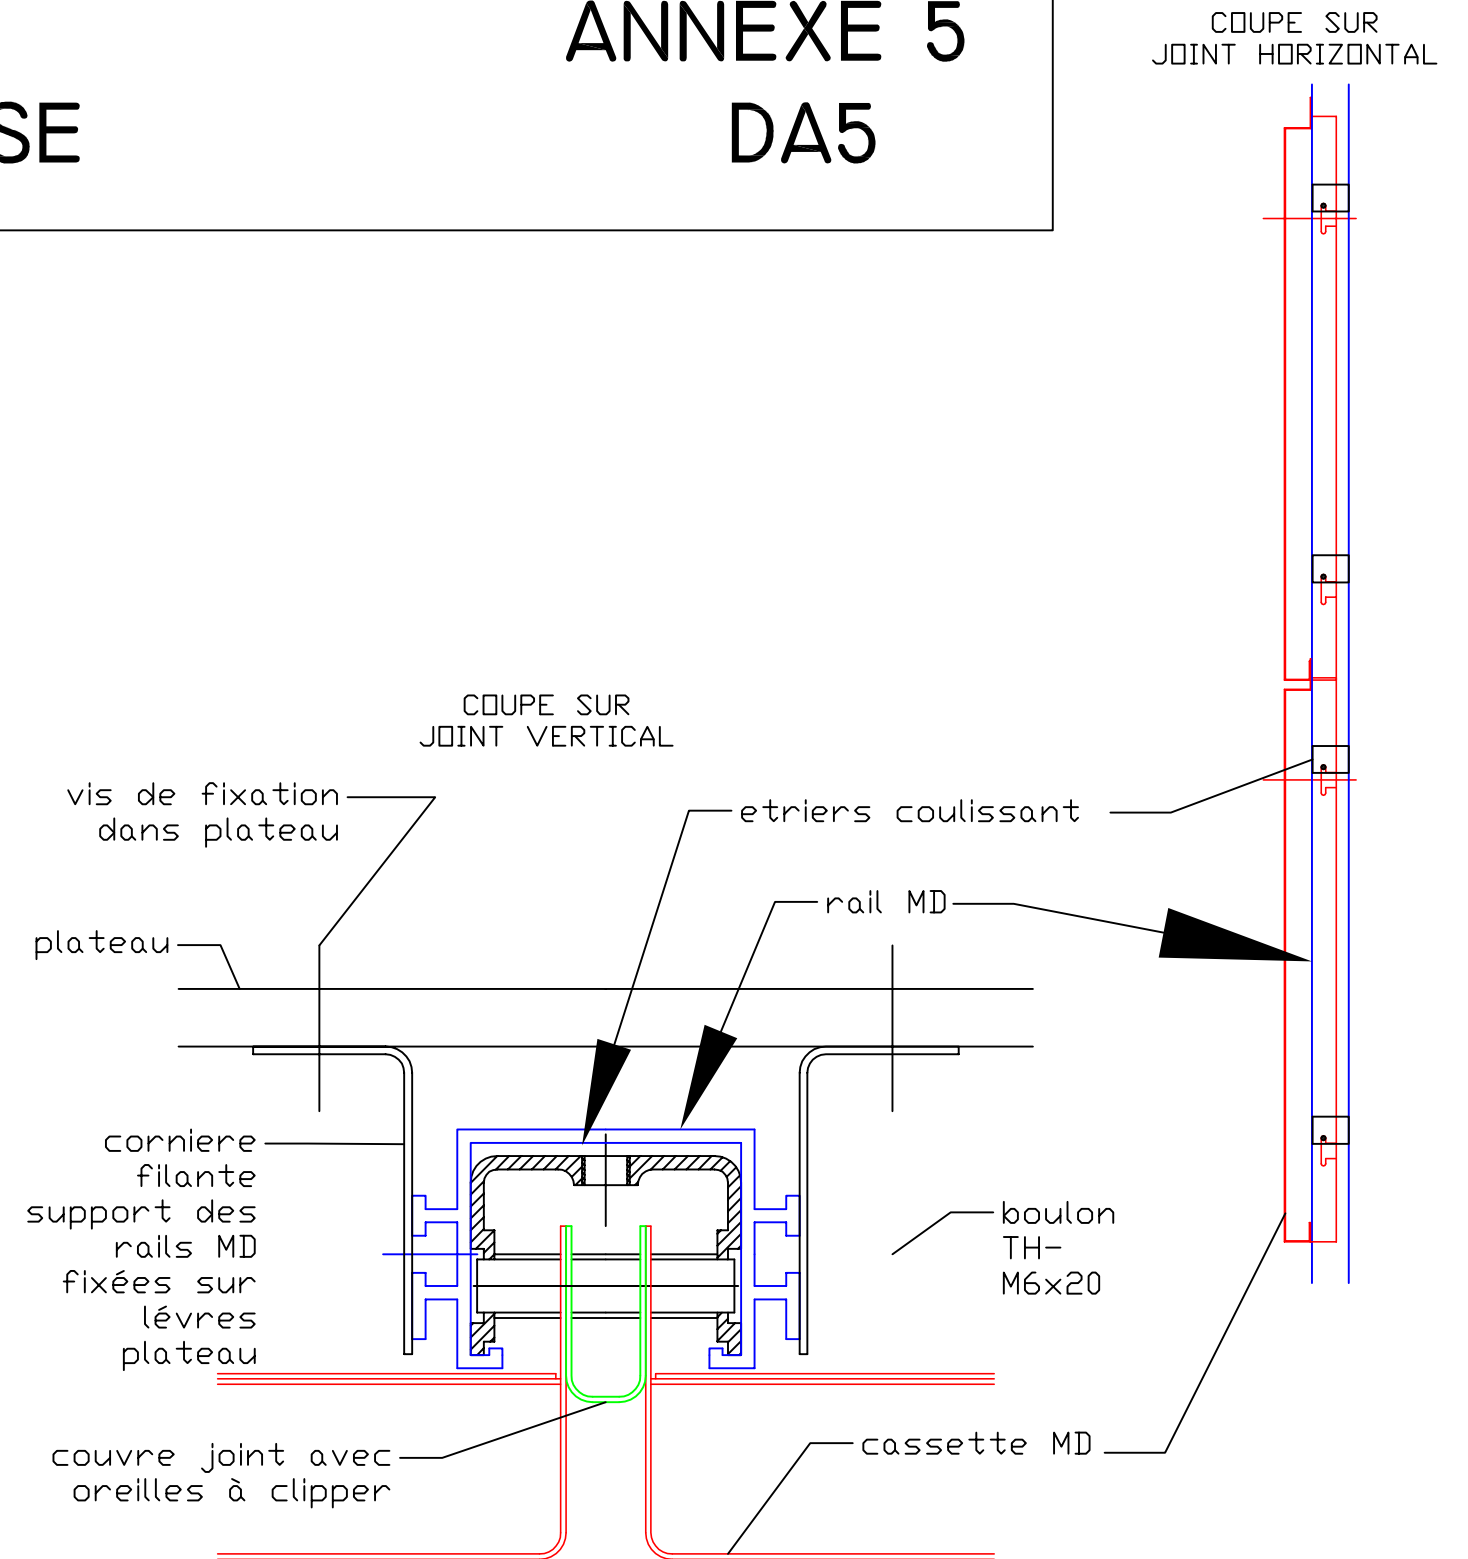 ANNEXE 5
SE
DA5
COUPE SUR
JOINT HORIZONTAL
COUPE SUR
JOINT VERTICAL
vis de fixation
dans plateau
etriers coulissant
rail MD
plateau
corniere
filante
support des
rails MD
fixées sur
lévres
plateau
boulon
TH-
M6x20
couvre joint avec
oreilles à clipper
cassette MD